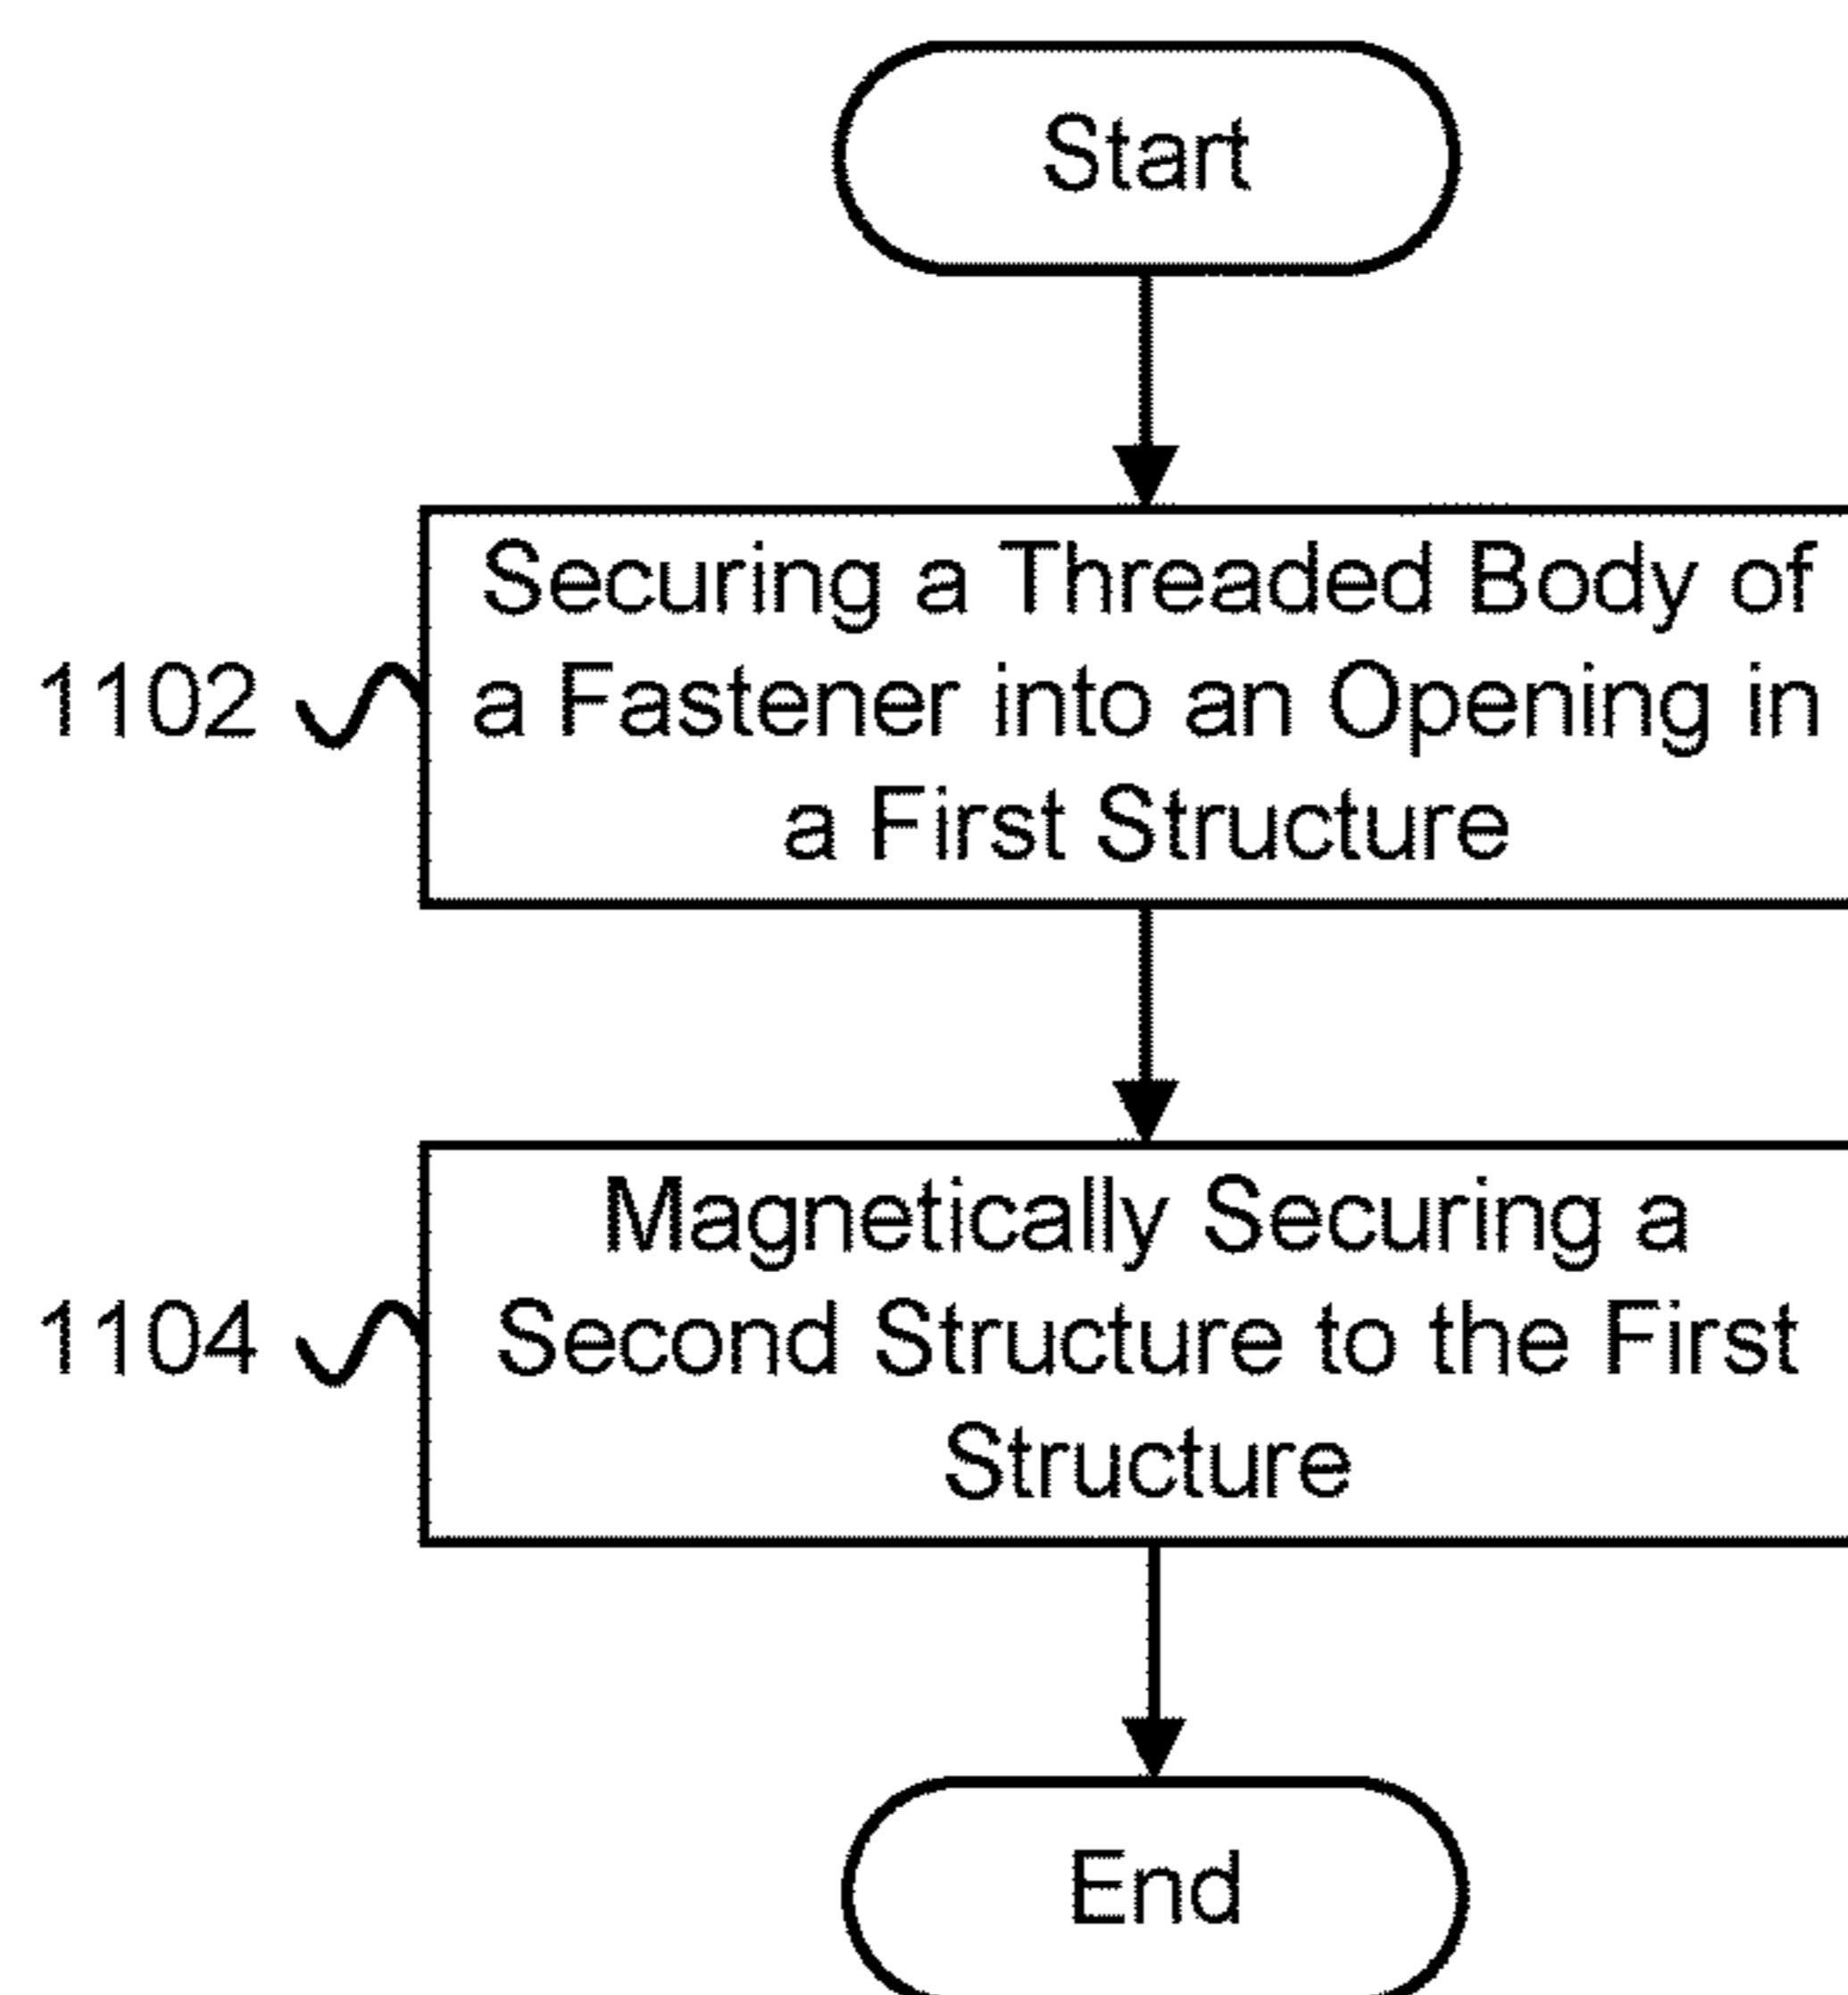 Start
1102
Securing a Threaded Body of
a Fastener into an Opening in
a First Structure
1104
Magnetically Securing a
Second Structure to the First
Structure
End